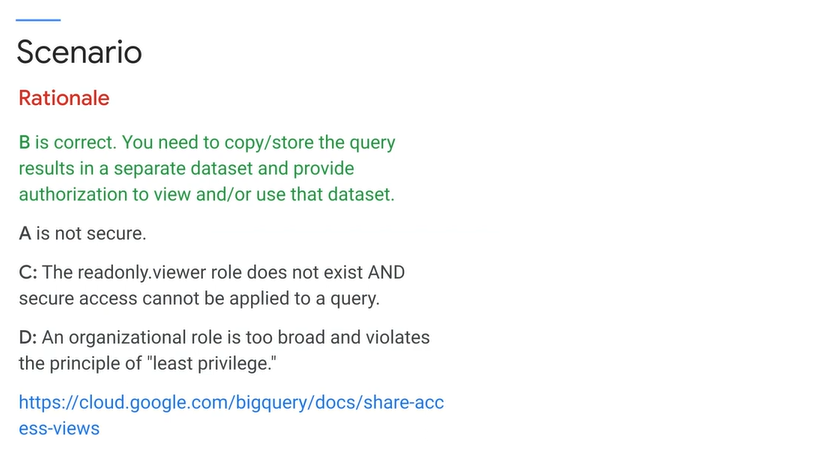 Scenario
Rationale
B is correct. You need to copy/store the query
results in a separate dataset and provide
authorization to view and/or use that dataset.
A is not secure.
C: The readonly.viewer role does not exist AND
secure access cannot be applied to a query.
D: An organizational role is too broad and violates
the principle of "least privilege."
https://cloud.google.com/bigquery/docs/share-acc
ess-views